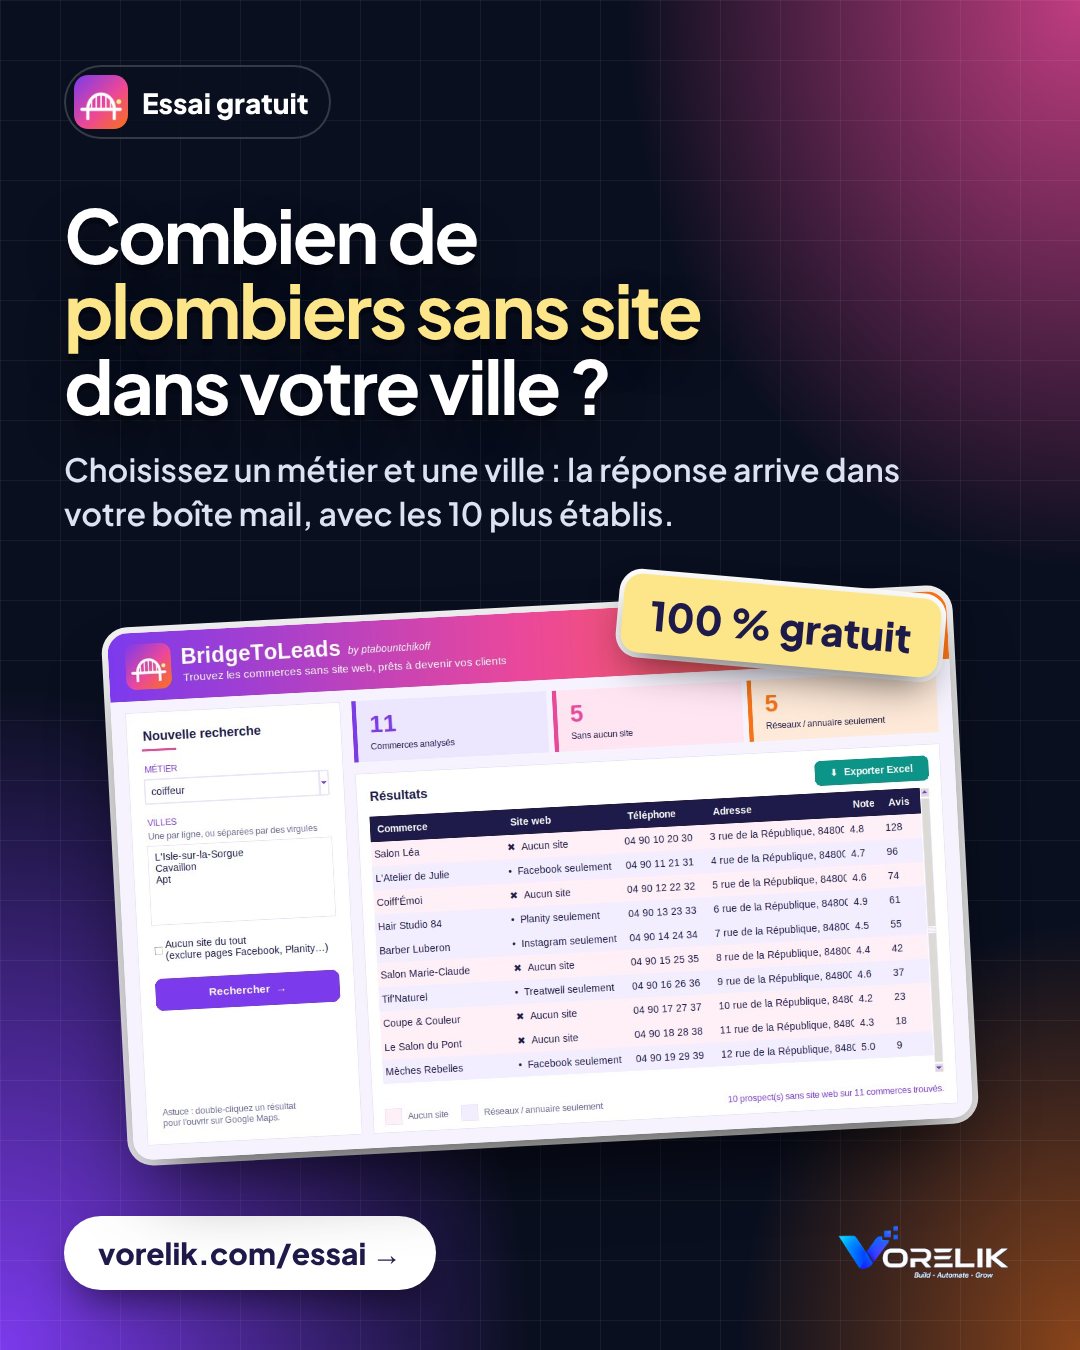 Essai gratuit
Combien de
plombiers sans site
dans votre ville ?
Choisissez un métier et une ville : la réponse arrive dans
votre boîte mail, avec les 10 plus établis.
100 % gratuit
BridgeToLeads by ptabountchikoff
Trouvez les commerces sans site web, prêts à devenir vos clients
Nouvelle recherche
MÉTIER
coiffeur
VILLES
Une par ligne, ou séparées par des virgules
L'Isle-sur-la-Sorgue
Cavaillon
Apt
Aucun site du tout
(exclure pages Facebook, Planity…)
Rechercher →
Astuce : double-cliquez un résultat
pour l'ouvrir sur Google Maps.
11
Commerces analysés
5
Sans aucun site
5
Réseaux / annuaire seulement
Résultats
⬇ Exporter Excel
Commerce Site web Téléphone Adresse Note Avis
Salon Léa ✖ Aucun site 04 90 10 20 30 3 rue de la République, 8480 4.8 128
L'Atelier de Julie • Facebook seulement 04 90 11 21 31 4 rue de la République, 8480 4.7 96
Coiff'Émoi ✖ Aucun site 04 90 12 22 32 5 rue de la République, 8480 4.6 74
Hair Studio 84 • Planity seulement 04 90 13 23 33 6 rue de la République, 8480 4.9 61
Barber Luberon • Instagram seulement 04 90 14 24 34 7 rue de la République, 8480 4.5 55
Salon Marie-Claude ✖ Aucun site 04 90 15 25 35 8 rue de la République, 8480 4.4 42
Tif'Naturel • Treatwell seulement 04 90 16 26 36 9 rue de la République, 8480 4.6 37
Coupe & Couleur ✖ Aucun site 04 90 17 27 37 10 rue de la République, 848 4.2 23
Le Salon du Pont ✖ Aucun site 04 90 18 28 38 11 rue de la République, 848 4.3 18
Mèches Rebelles • Facebook seulement 04 90 19 29 39 12 rue de la République, 848 5.0 9
Aucun site Réseaux / annuaire seulement
10 prospect(s) sans site web sur 11 commerces trouvés.
vorelik.com/essai →
VORELIK
Build - Automate - Grow